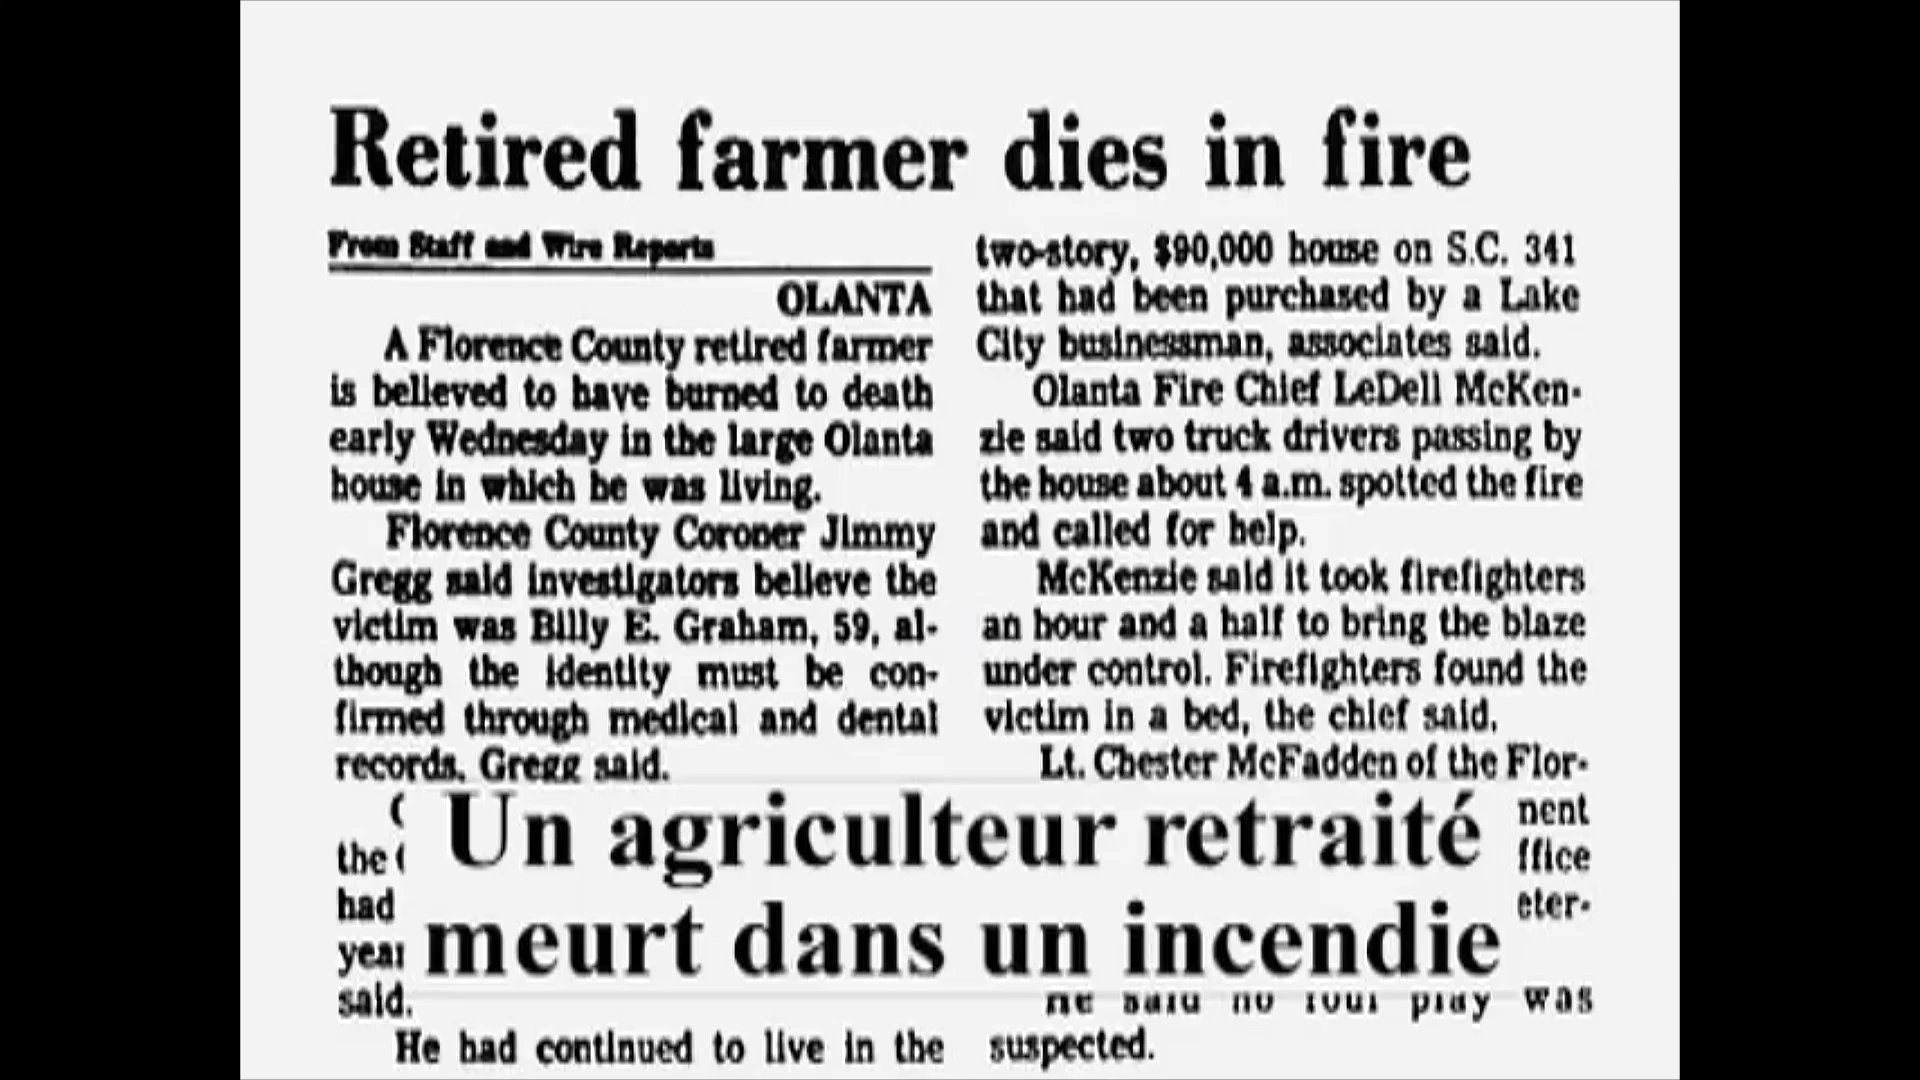 Retired farmer dies in fire
From Staff and Wire Reports
OLANTA
A Florence County retired farmer
is believed to have burned to death
early Wednesday in the large Olanta
house in which he was living.
Florence County Coroner Jimmy
Gregg said investigators believe the
victim was Billy E. Graham, 59, al-
though the identity must be con-
firmed through medical and dental
records, Gregg said.
the
had
said.
He had continued to live in the
two-story, $90,000 house on S.C. 341
that had been purchased by a Lake
City businessman, associates said.
Olanta Fire Chief LeDell McKen-
zie said two truck drivers passing by
the house about 4 a.m. spotted the fire
and called for help.
McKenzie said it took firefighters
an hour and a half to bring the blaze
under control. Firefighters found the
victim in a bed, the chief said.
Lt. Chester McFadden of the Flor-
nent
ffice
eter-
He said no foul play was
suspected.
Un agriculteur retraité
meurt dans un incendie